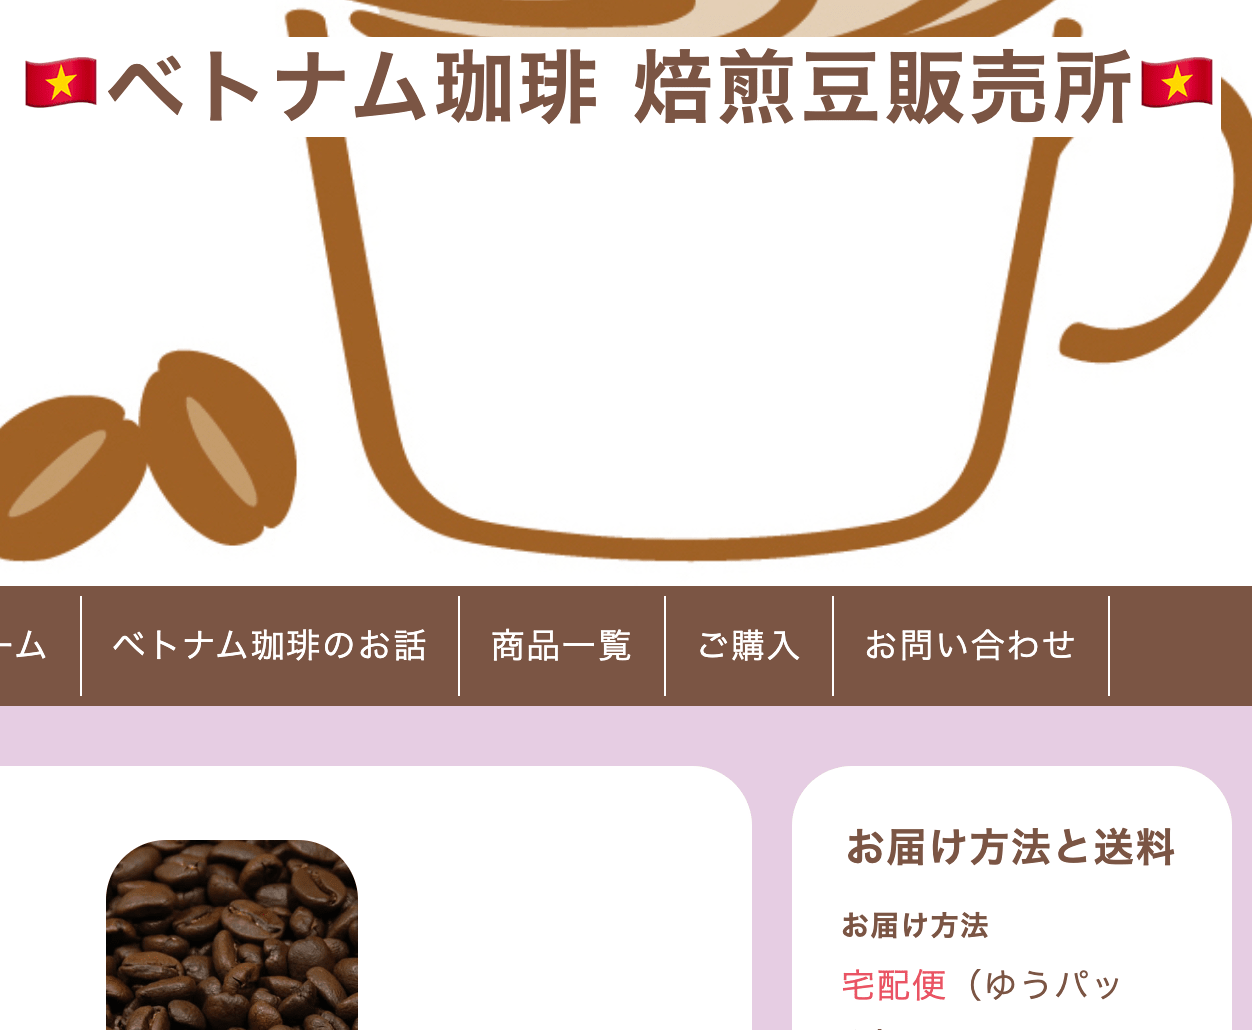 🇻🇳ベトナム珈琲 焙煎豆販売所🇻🇳
ーム
ベトナム珈琲のお話
商品一覧
ご購入
お問い合わせ
お届け方法と送料
お届け方法
宅配便（ゆうパッ